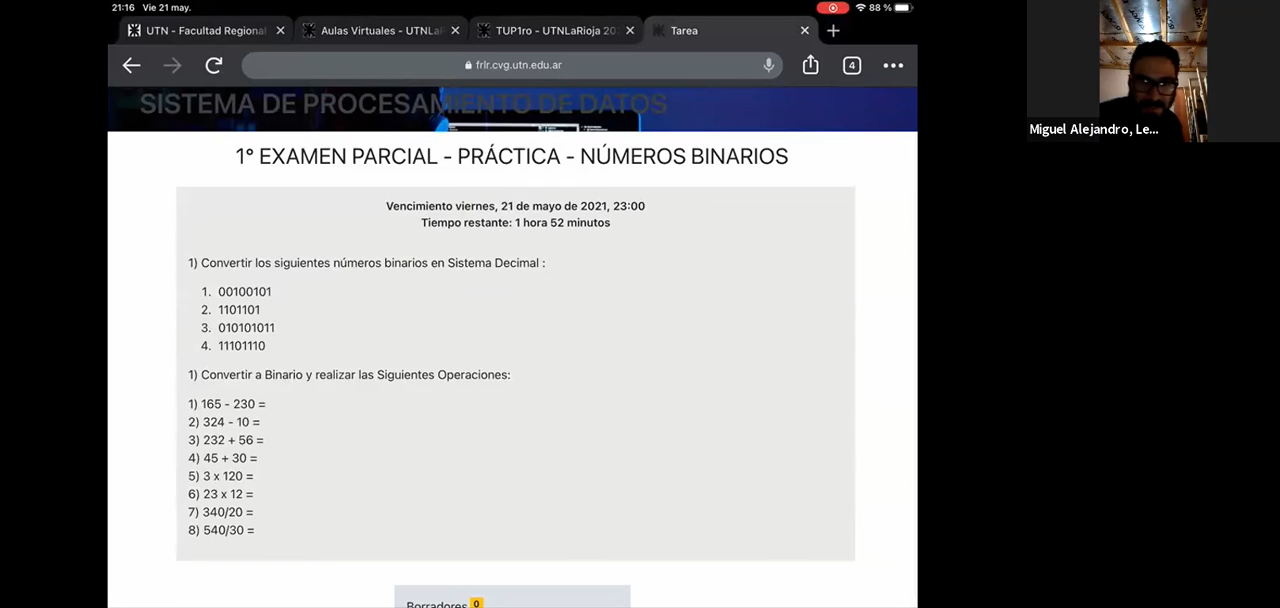 21:16 Vie 21 may.
88 %
UTN - Facultad Regional
Aulas Virtuales - UTNLaR
TUP1ro - UTNLaRioja 20
Tarea
frlr.cvg.utn.edu.ar
4
SISTEMA DE PROCESAMIENTO DE DATOS
1° EXAMEN PARCIAL - PRÁCTICA - NÚMEROS BINARIOS
Vencimiento viernes, 21 de mayo de 2021, 23:00
Tiempo restante: 1 hora 52 minutos
1) Convertir los siguientes números binarios en Sistema Decimal :
1. 00100101
2. 1101101
3. 010101011
4. 11101110
1) Convertir a Binario y realizar las Siguientes Operaciones:
1) 165 - 230 =
2) 324 - 10 =
3) 232 + 56 =
4) 45 + 30 =
5) 3 x 120 =
6) 23 x 12 =
7) 340/20 =
8) 540/30 =
Borradores 0
Miguel Alejandro, Le...